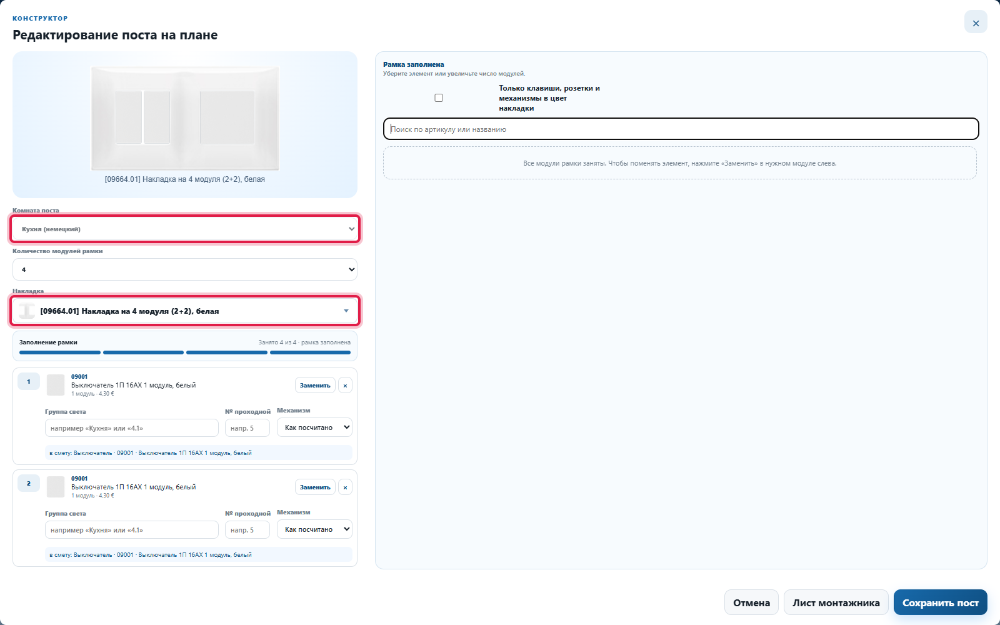 КОНСТРУКТОР
Редактирование поста на плане
×
[09664.01] Накладка на 4 модуля (2+2), белая
Комната поста
Кухня (немецкий)
Количество модулей рамки
4
Накладка
[09664.01] Накладка на 4 модуля (2+2), белая
Заполнение рамки
Занято 4 из 4 · рамка заполнена
1
09001
Выключатель 1П 16АХ 1 модуль, белый
1 модуль · 4,30 €
Заменить
×
Группа света
№ проходной
Механизм
например «Кухня» или «4.1»
напр. 5
Как посчитано
в смету: Выключатель · 09001 · Выключатель 1П 16АХ 1 модуль, белый
2
09001
Выключатель 1П 16АХ 1 модуль, белый
1 модуль · 4,30 €
Заменить
×
Группа света
№ проходной
Механизм
например «Кухня» или «4.1»
напр. 5
Как посчитано
в смету: Выключатель · 09001 · Выключатель 1П 16АХ 1 модуль, белый
Рамка заполнена
Уберите элемент или увеличьте число модулей.
Только клавиши, розетки и
механизмы в цвет
накладки
Поиск по артикулу или названию
Все модули рамки заняты. Чтобы поменять элемент, нажмите «Заменить» в нужном модуле слева.
Отмена
Лист монтажника
Сохранить пост